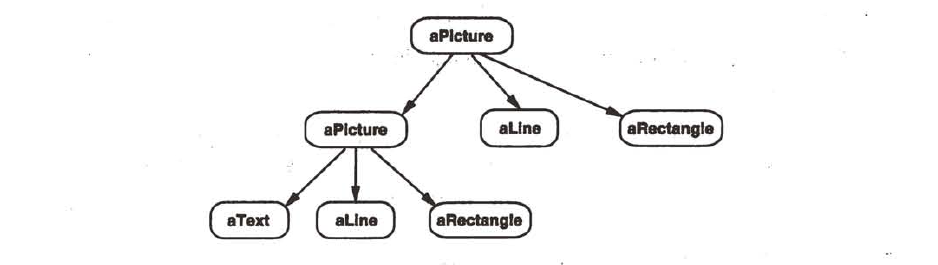 aPicture
aPicture
aLine
aRectangle
aText
aLine
aRectangle